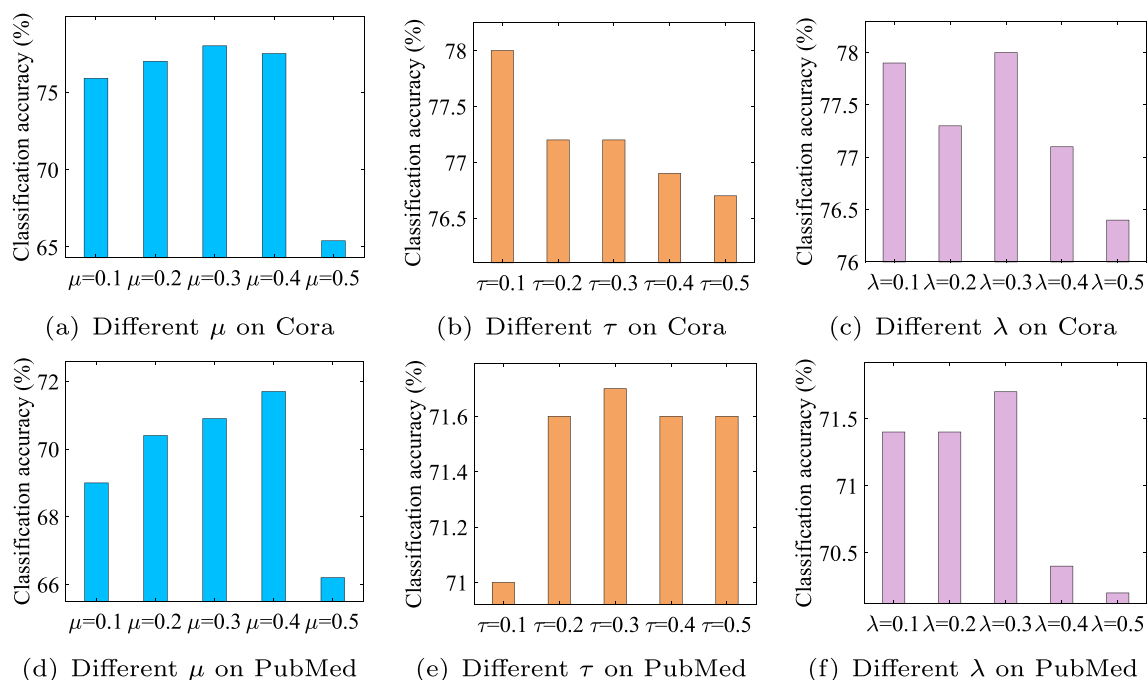 Classification accuracy (%)
75
70
65
μ=0.1 μ=0.2 μ=0.3 μ=0.4 μ=0.5
(a) Different μ on Cora
Classification accuracy (%)
78
77.5
77
76.5
τ=0.1 τ=0.2 τ=0.3 τ=0.4 τ=0.5
(b) Different τ on Cora
Classification accuracy (%)
78
77.5
77
76.5
76
λ=0.1 λ=0.2 λ=0.3 λ=0.4 λ=0.5
(c) Different λ on Cora
Classification accuracy (%)
72
70
68
66
μ=0.1 μ=0.2 μ=0.3 μ=0.4 μ=0.5
(d) Different μ on PubMed
Classification accuracy (%)
71.6
71.4
71.2
71
τ=0.1 τ=0.2 τ=0.3 τ=0.4 τ=0.5
(e) Different τ on PubMed
Classification accuracy (%)
71.5
71
70.5
λ=0.1 λ=0.2 λ=0.3 λ=0.4 λ=0.5
(f) Different λ on PubMed